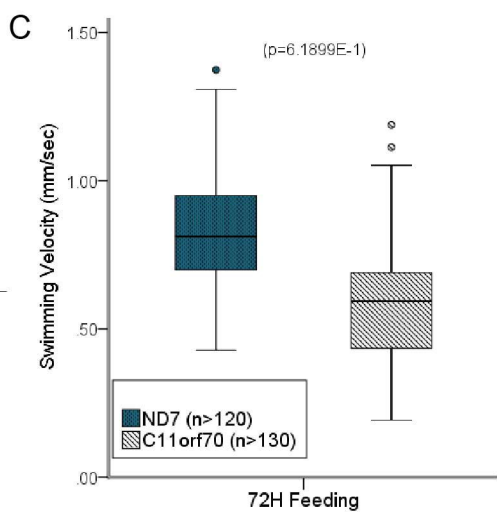 C
(p=6.1899E-1)
1.50
1.00
.50
.00
Swimming Velocity (mm/sec)
ND7 (n>120)
C11orf70 (n>130)
72H Feeding